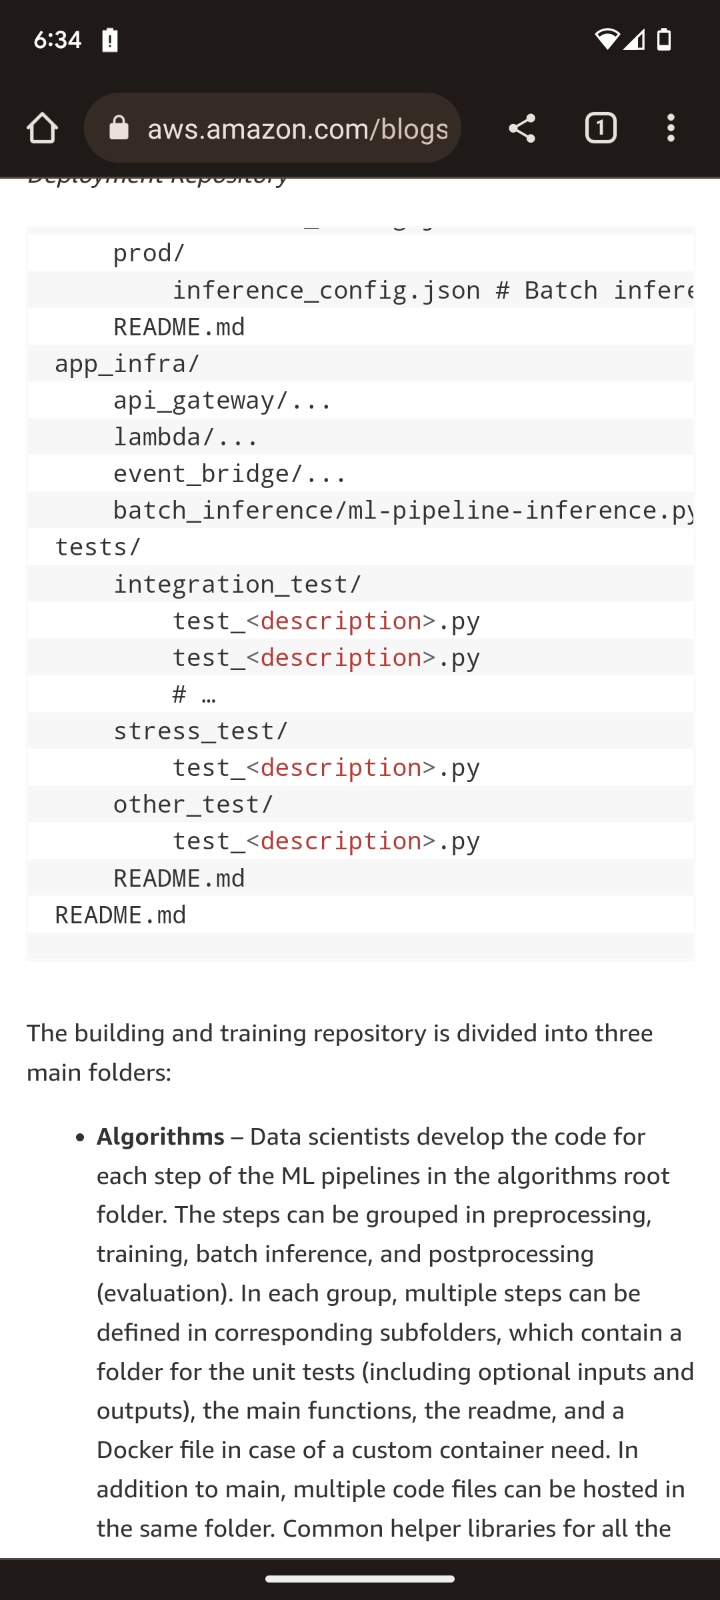 6:34
aws.amazon.com/blogs
1
Deployment Repository
prod/
inference_config.json # Batch infere
README.md
app_infra/
api_gateway/...
lambda/...
event_bridge/...
batch_inference/ml-pipeline-inference.py
tests/
integration_test/
test_<description>.py
test_<description>.py
# …
stress_test/
test_<description>.py
other_test/
test_<description>.py
README.md
README.md
The building and training repository is divided into three
main folders:
• Algorithms – Data scientists develop the code for
each step of the ML pipelines in the algorithms root
folder. The steps can be grouped in preprocessing,
training, batch inference, and postprocessing
(evaluation). In each group, multiple steps can be
defined in corresponding subfolders, which contain a
folder for the unit tests (including optional inputs and
outputs), the main functions, the readme, and a
Docker file in case of a custom container need. In
addition to main, multiple code files can be hosted in
the same folder. Common helper libraries for all the